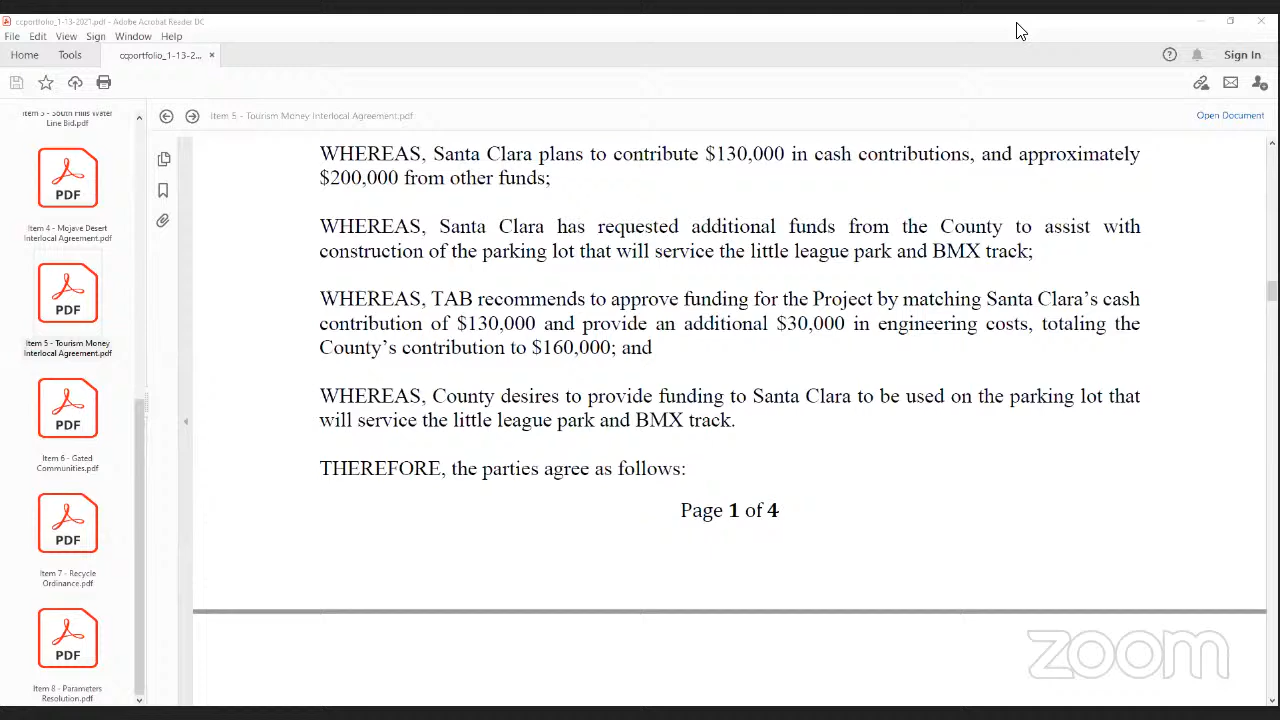 ccportfolio_1-13-2021.pdf - Adobe Acrobat Reader DC
File Edit View Sign Window Help
Home Tools ccportfolio_1-13-2... × Sign In
Item 5 - Tourism Money Interlocal Agreement.pdf Open Document
Item 3 - South Hills Water
Line Bid.pdf
PDF
Item 4 - Mojave Desert
Interlocal Agreement.pdf
PDF
Item 5 - Tourism Money
Interlocal Agreement.pdf
PDF
Item 6 - Gated
Communities.pdf
PDF
Item 7 - Recycle
Ordinance.pdf
PDF
Item 8 - Parameters
Resolution.pdf
WHEREAS, Santa Clara plans to contribute $130,000 in cash contributions, and approximately
$200,000 from other funds;
WHEREAS, Santa Clara has requested additional funds from the County to assist with
construction of the parking lot that will service the little league park and BMX track;
WHEREAS, TAB recommends to approve funding for the Project by matching Santa Clara’s cash
contribution of $130,000 and provide an additional $30,000 in engineering costs, totaling the
County’s contribution to $160,000; and
WHEREAS, County desires to provide funding to Santa Clara to be used on the parking lot that
will service the little league park and BMX track.
THEREFORE, the parties agree as follows:
Page 1 of 4
zoom